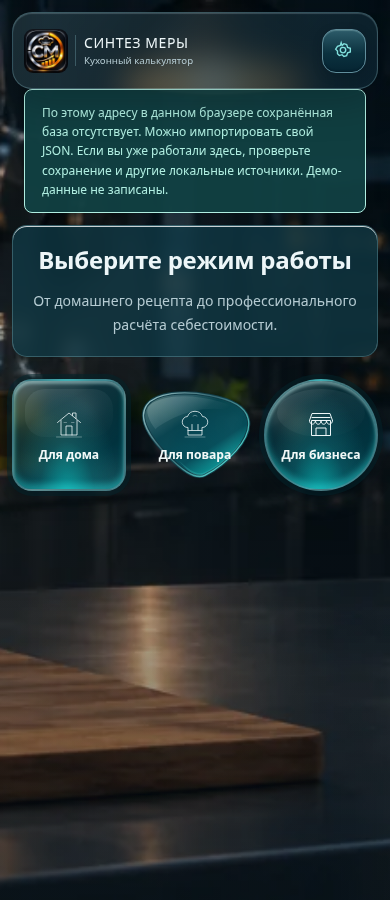 СМ
СИНТЕЗ МЕРЫ
Кухонный калькулятор
По этому адресу в данном браузере сохранённая
база отсутствует. Можно импортировать свой
JSON. Если вы уже работали здесь, проверьте
сохранение и другие локальные источники. Демо-
данные не записаны.
Выберите режим работы
От домашнего рецепта до профессионального
расчёта себестоимости.
Для дома
Для повара
Для бизнеса